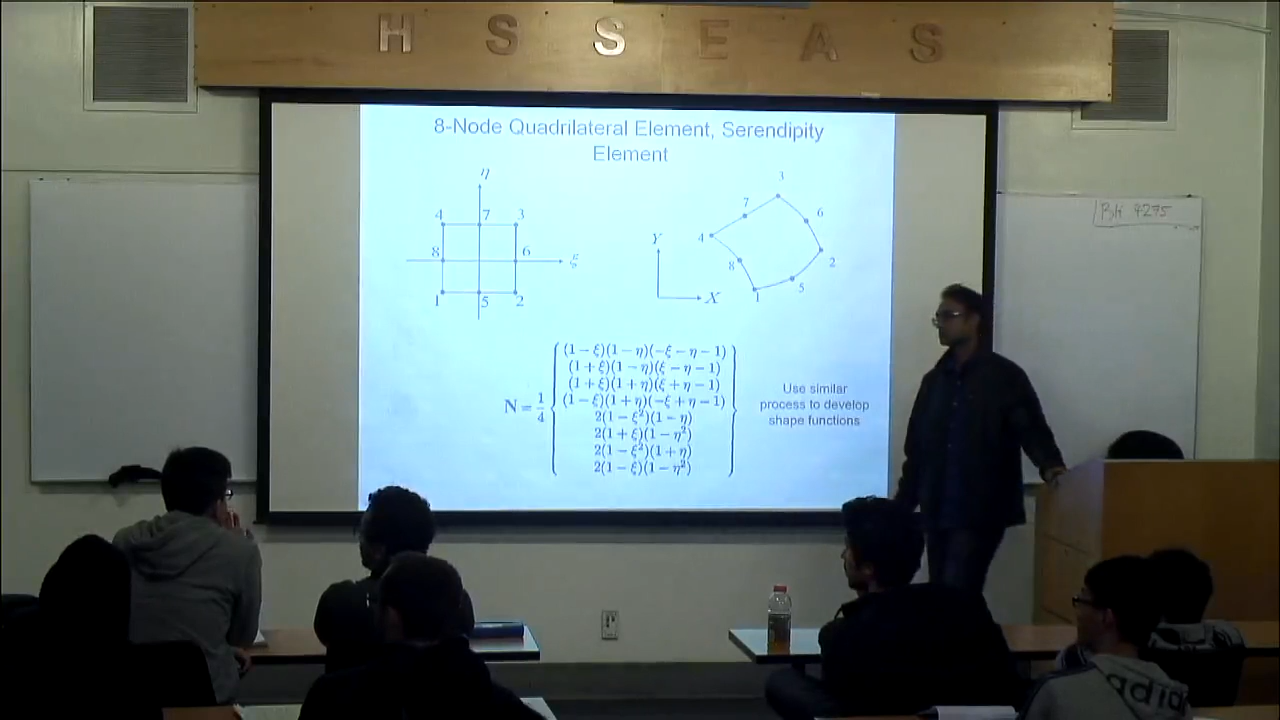 H S S E A S
8-Node Quadrilateral Element, Serendipity
Element
η
4 7 3
8 6
ξ
1 5 2
3
7 6
Y 4
8 2
5
X 1
BH 4275
(1 − ξ)(1 − η)(−ξ − η − 1)
(1 + ξ)(1 − η)(ξ − η − 1)
(1 + ξ)(1 + η)(ξ + η − 1)
(1 − ξ)(1 + η)(−ξ + η − 1)
N = 1/4
2(1 − ξ²)(1 − η)
2(1 + ξ)(1 − η²)
2(1 − ξ²)(1 + η)
2(1 − ξ)(1 − η²)
Use similar
process to develop
shape functions
adid